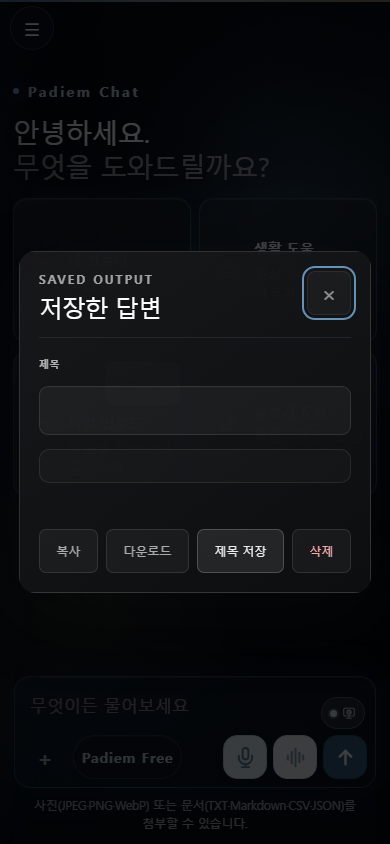 Padiem Chat
안녕하세요.
무엇을 도와드릴까요?
생활 도움
SAVED OUTPUT
저장한 답변
제목
복사
다운로드
제목 저장
삭제
무엇이든 물어보세요
Padiem Free
사진(JPEG·PNG·WebP) 또는 문서(TXT·Markdown·CSV·JSON)를
첨부할 수 있습니다.